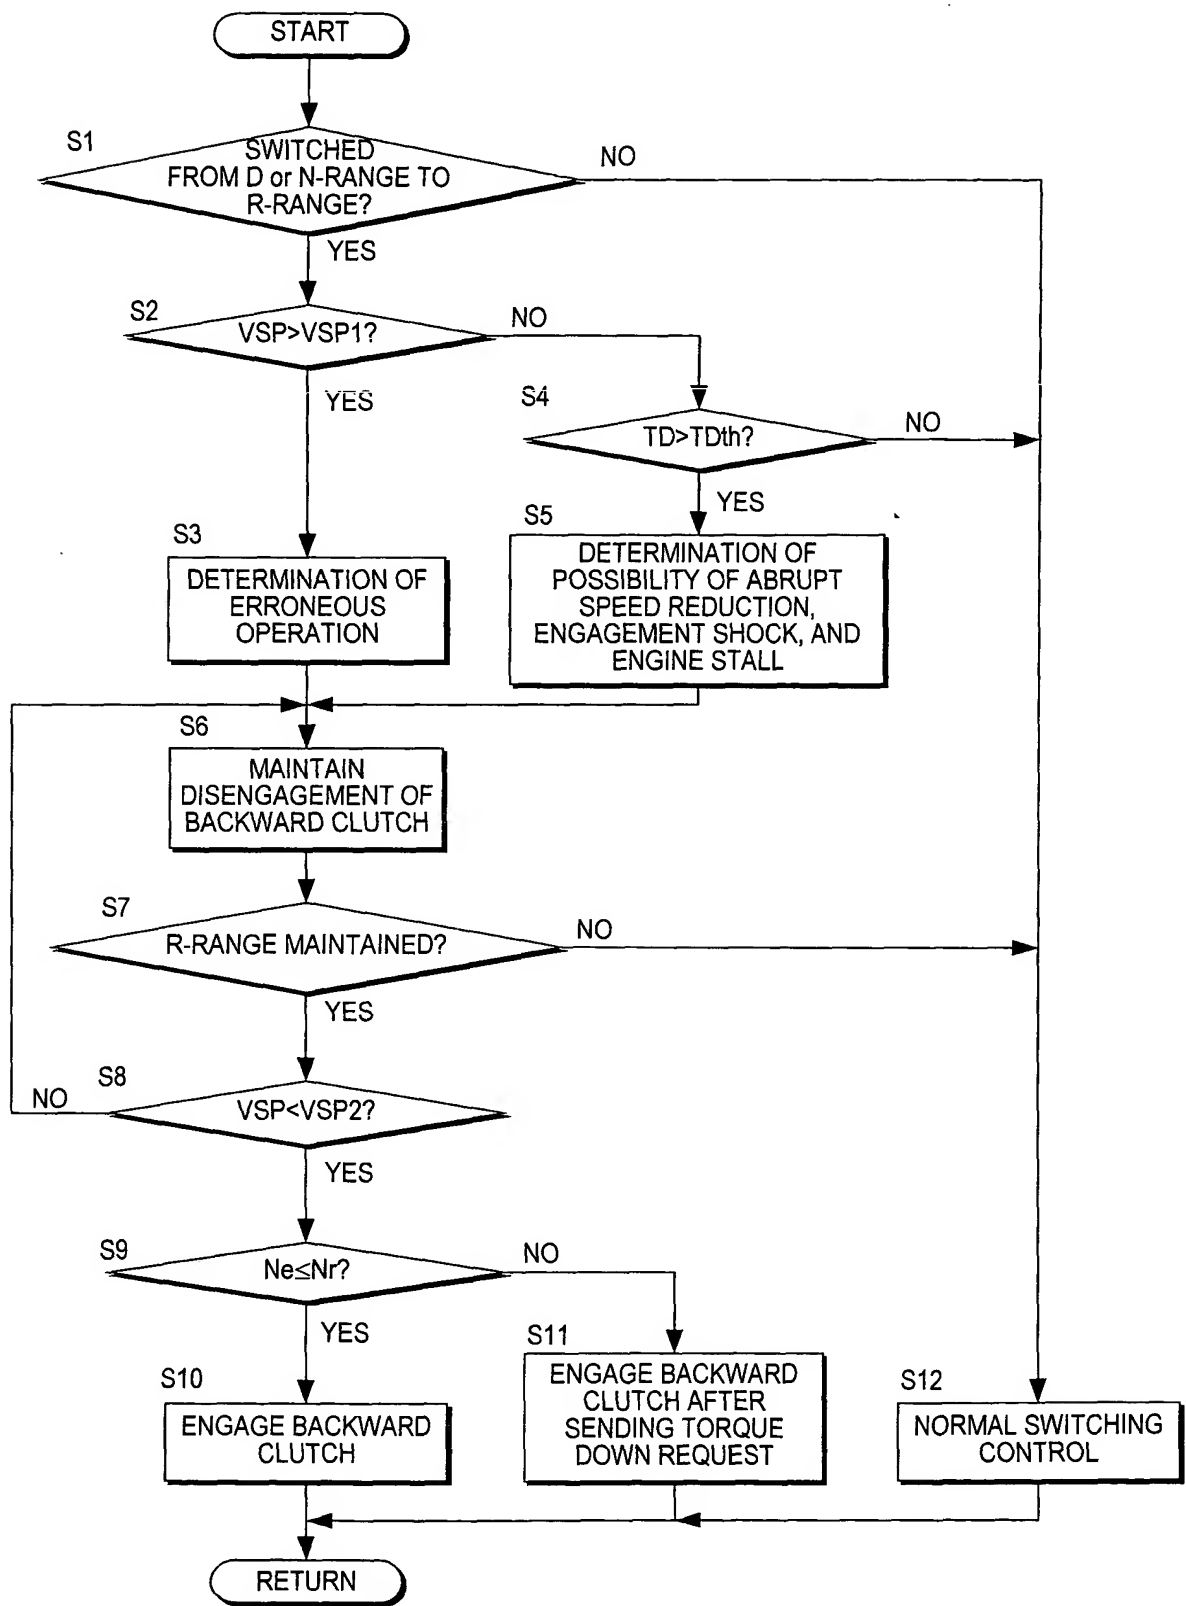 START
S1
SWITCHED
FROM D or N-RANGE TO
R-RANGE?
NO
YES
S2
VSP>VSP1?
NO
YES
S4
TD>TDth?
NO
YES
S3
DETERMINATION OF
ERRONEOUS
OPERATION
S5
DETERMINATION OF
POSSIBILITY OF ABRUPT
SPEED REDUCTION,
ENGAGEMENT SHOCK, AND
ENGINE STALL
S6
MAINTAIN
DISENGAGEMENT OF
BACKWARD CLUTCH
S7
R-RANGE MAINTAINED?
NO
YES
S8
NO
VSP<VSP2?
YES
S9
Ne≤Nr?
NO
YES
S10
ENGAGE BACKWARD
CLUTCH
S11
ENGAGE BACKWARD
CLUTCH AFTER
SENDING TORQUE
DOWN REQUEST
S12
NORMAL SWITCHING
CONTROL
RETURN